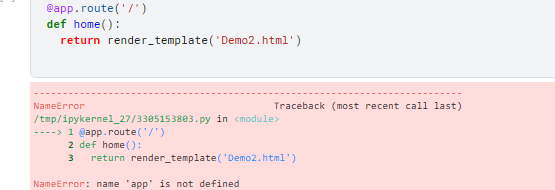 @app.route('/')
def home():
  return render_template('Demo2.html')
---------------------------------------------------------------------------
NameError                                 Traceback (most recent call last)
/tmp/ipykernel_27/3305153803.py in <module>
----> 1 @app.route('/')
      2 def home():
      3   return render_template('Demo2.html')

NameError: name 'app' is not defined